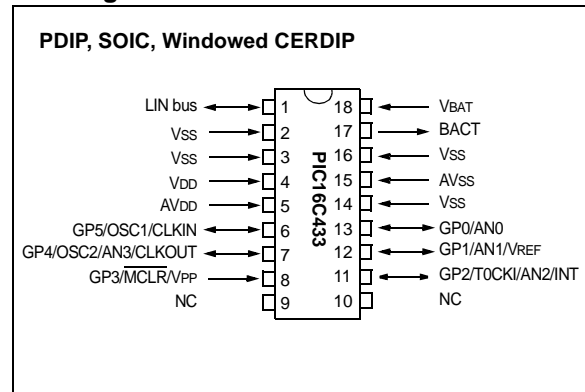 PDIP, SOIC, Windowed CERDIP
LIN bus 1 18 VBAT
VSS 2 17 BACT
VSS 3 16 VSS
VDD 4 15 AVSS
AVDD 5 14 VSS
GP5/OSC1/CLKIN 6 13 GP0/AN0
GP4/OSC2/AN3/CLKOUT 7 12 GP1/AN1/VREF
GP3/MCLR/VPP 8 11 GP2/T0CKI/AN2/INT
NC 9 10 NC
PIC16C433